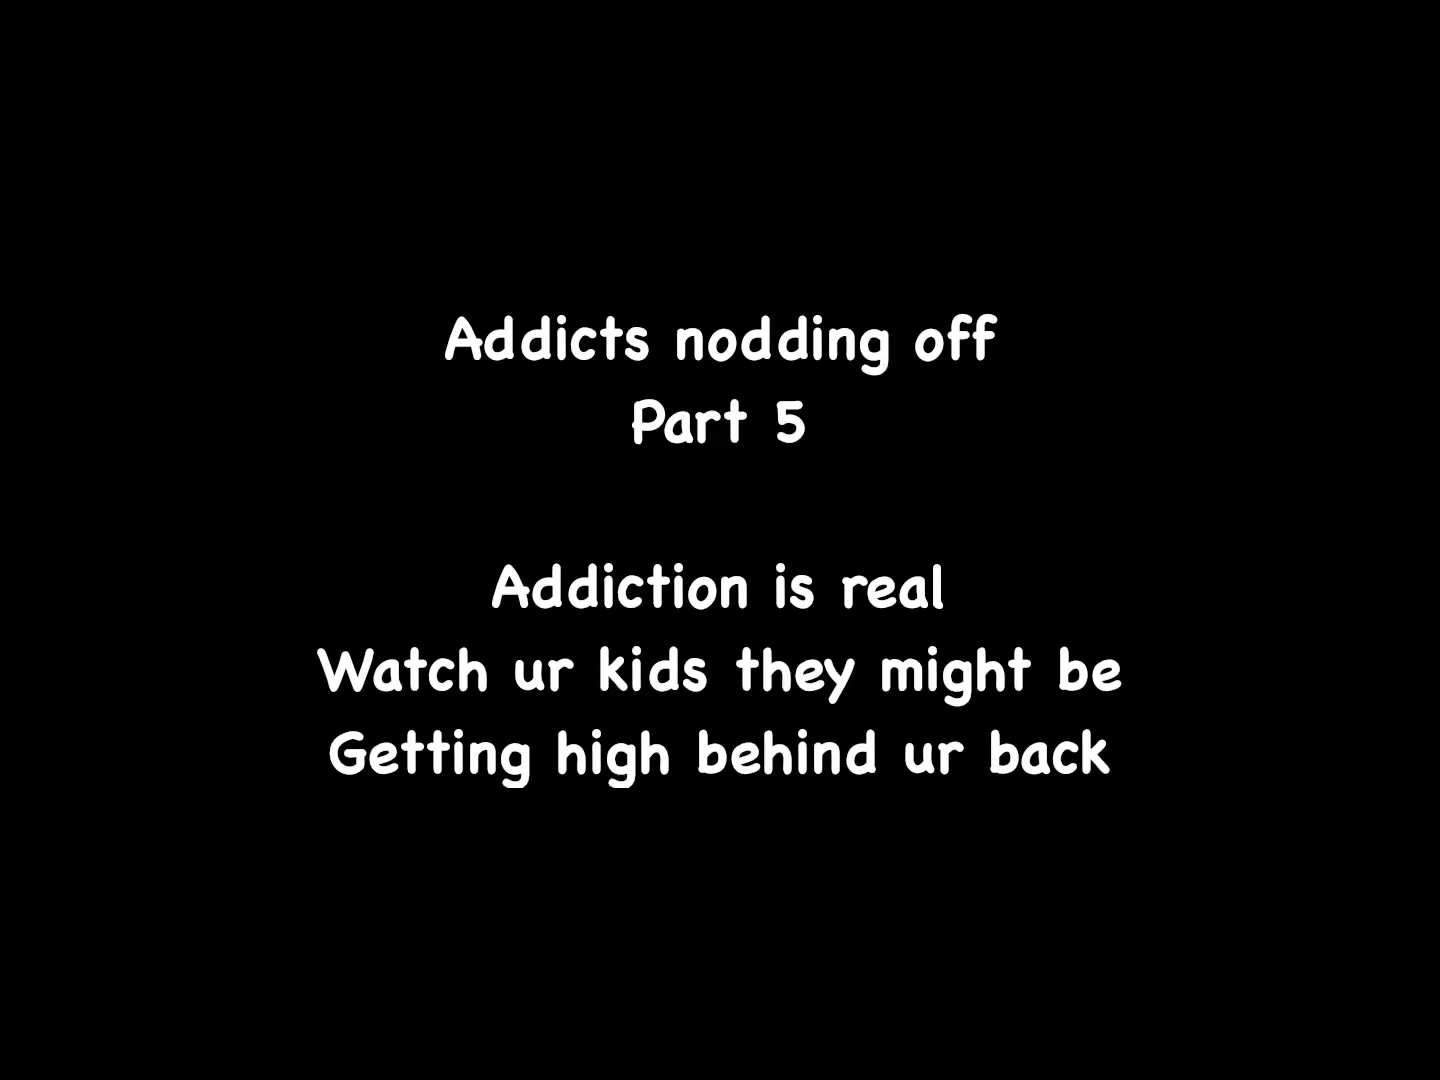 Addicts nodding off
Part 5
Addiction is real
Watch ur kids they might be
Getting high behind ur back